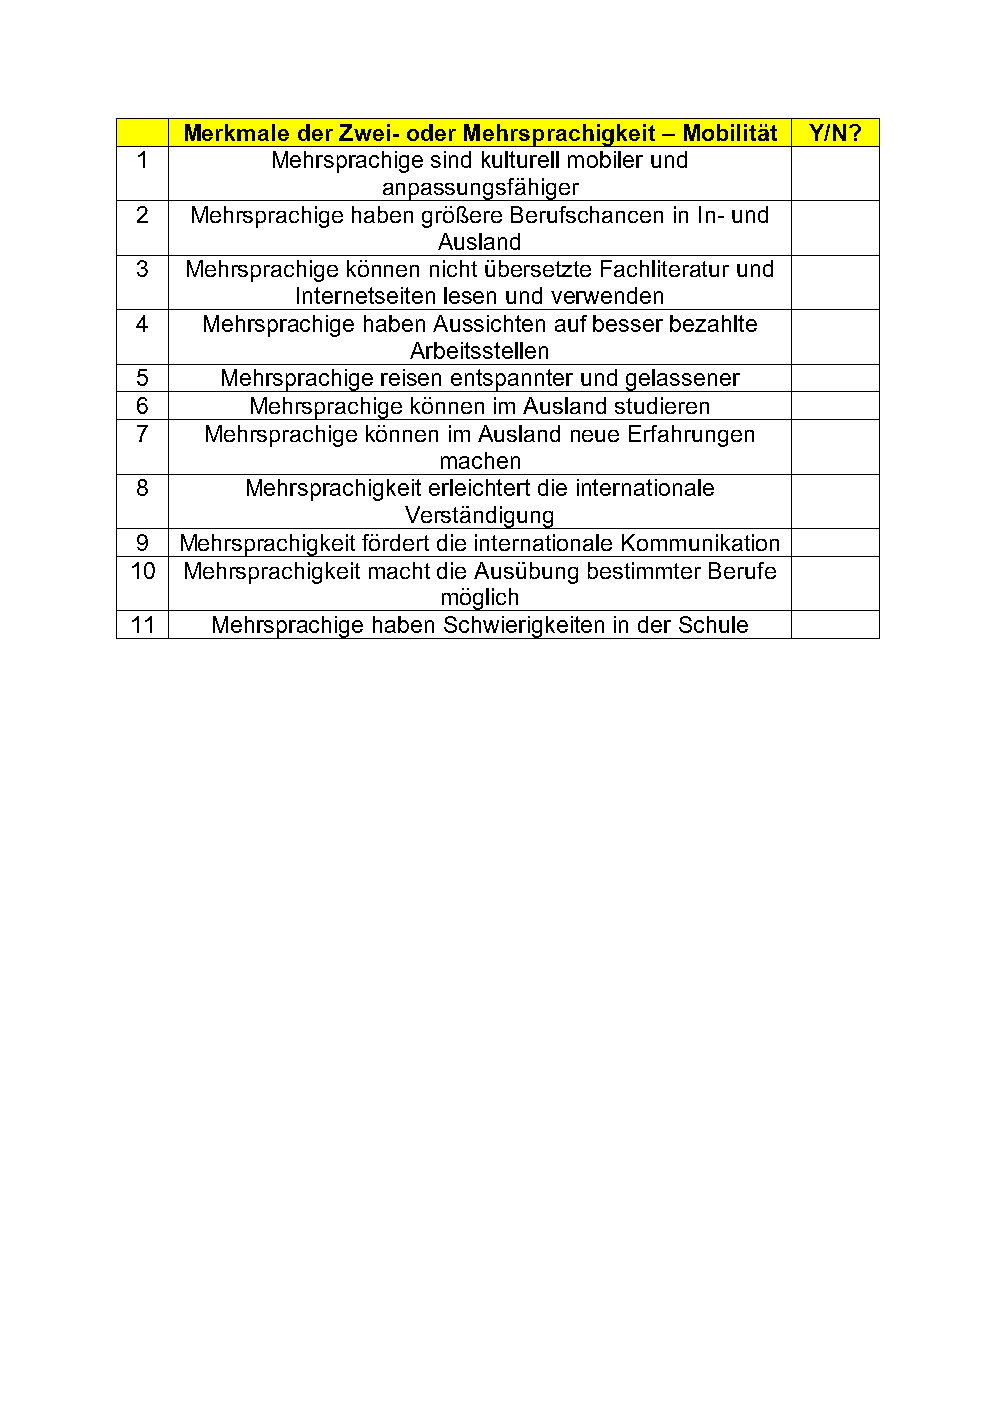 Merkmale der Zwei- oder Mehrsprachigkeit – Mobilität Y/N?
1 Mehrsprachige sind kulturell mobiler und
anpassungsfähiger
2 Mehrsprachige haben größere Berufschancen in In- und
Ausland
3 Mehrsprachige können nicht übersetzte Fachliteratur und
Internetseiten lesen und verwenden
4 Mehrsprachige haben Aussichten auf besser bezahlte
Arbeitsstellen
5 Mehrsprachige reisen entspannter und gelassener
6 Mehrsprachige können im Ausland studieren
7 Mehrsprachige können im Ausland neue Erfahrungen
machen
8 Mehrsprachigkeit erleichtert die internationale
Verständigung
9 Mehrsprachigkeit fördert die internationale Kommunikation
10 Mehrsprachigkeit macht die Ausübung bestimmter Berufe
möglich
11 Mehrsprachige haben Schwierigkeiten in der Schule